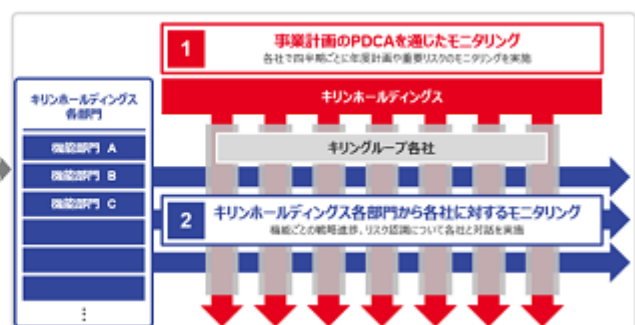 1
事業計画のPDCAを通じたモニタリング
各社で四半期ごとに年度計画や重要リスクのモニタリングを実施
キリンホールディングス
各部門
機能部門 A
機能部門 B
機能部門 C
⋮
キリンホールディングス
キリングループ各社
2
キリンホールディングス各部門から各社に対するモニタリング
機能ごとの戦略進捗、リスク認識について各社と対話を実施